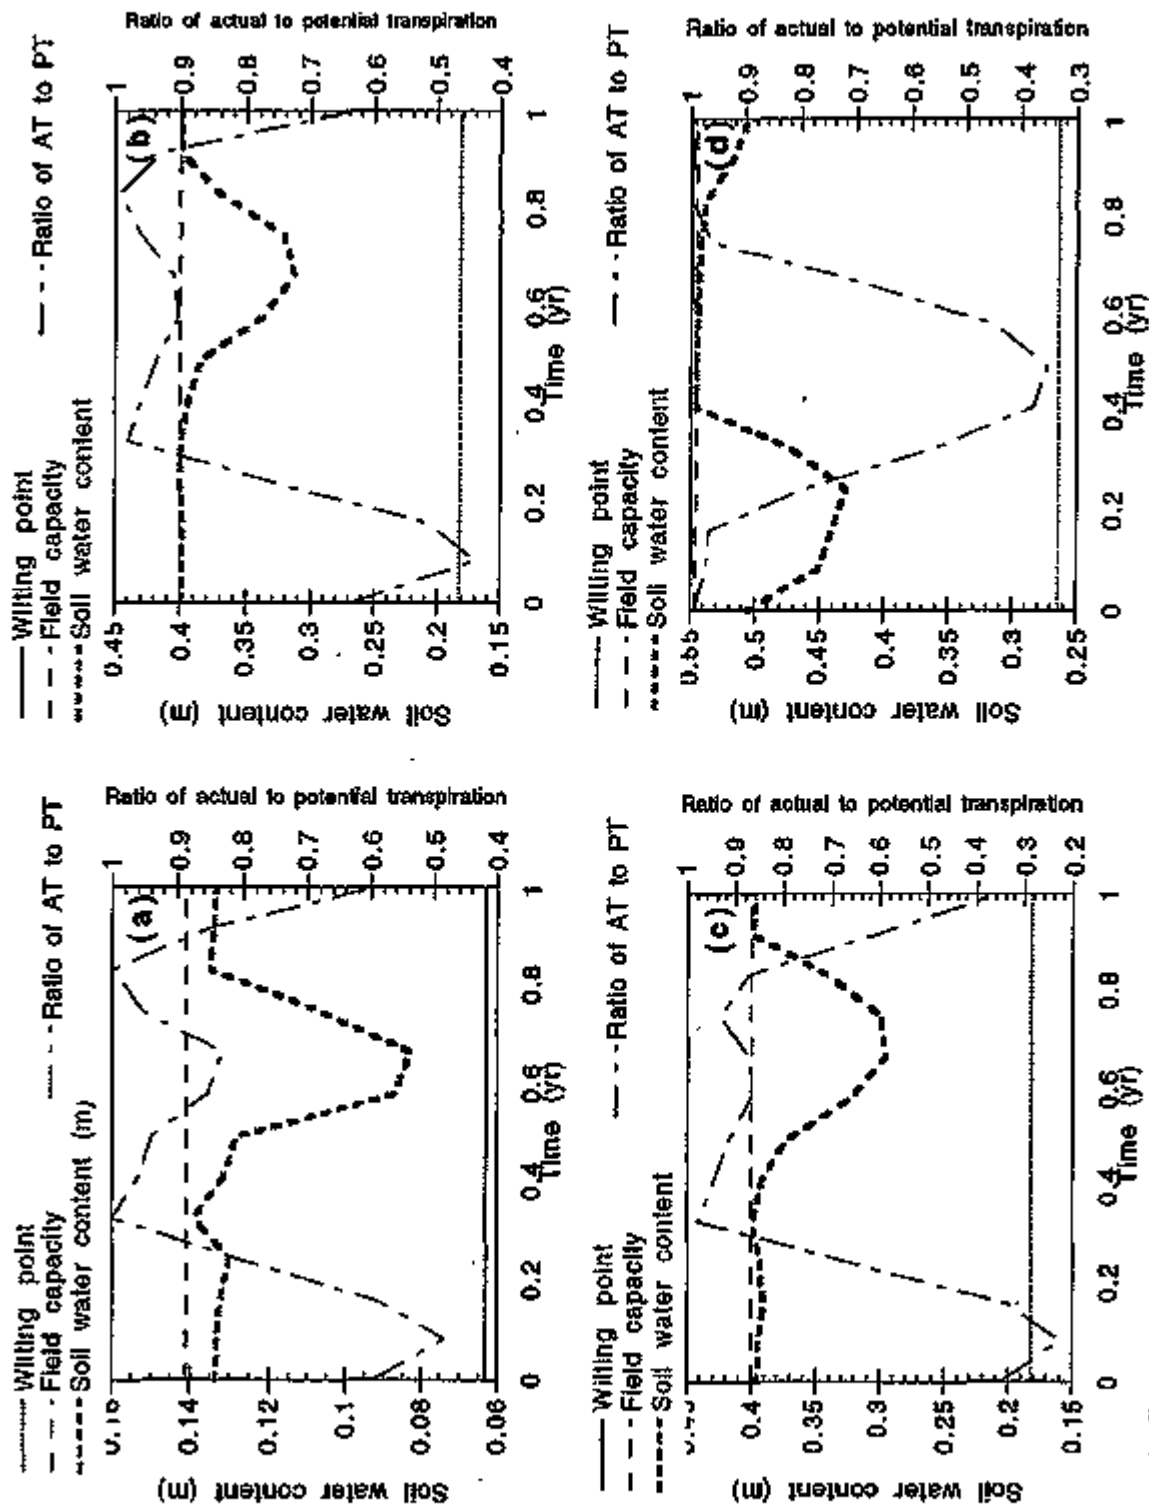 Wilting point
Field capacity
Ratio of AT to PT
Soil water content (m)
(a)
Soil water content (m)
0.16
0.14
0.12
0.1
0.08
0.06
Ratio of actual to potential transpiration
1
0.9
0.8
0.7
0.6
0.5
0.4
0
0.2
0.4
0.6
0.8
1
Time (yr)
Wilting point
Field capacity
Ratio of AT to PT
Soil water content
(b)
Soil water content (m)
0.45
0.4
0.35
0.3
0.25
0.2
0.15
Ratio of actual to potential transpiration
1
0.9
0.8
0.7
0.6
0.5
0.4
0
0.2
0.4
0.6
0.8
1
Time (yr)
Wilting point
Field capacity
Ratio of AT to PT
Soil water content
(c)
Soil water content (m)
0.4
0.35
0.3
0.25
0.2
0.15
Ratio of actual to potential transpiration
1
0.9
0.8
0.7
0.6
0.5
0.4
0.3
0.2
0
0.2
0.4
0.6
0.8
1
Time (yr)
Wilting point
Field capacity
Ratio of AT to PT
Soil water content
(d)
Soil water content (m)
0.55
0.5
0.45
0.4
0.35
0.3
0.25
Ratio of actual to potential transpiration
1
0.9
0.8
0.7
0.6
0.5
0.4
0.3
0
0.2
0.4
0.6
0.8
1
Time (yr)